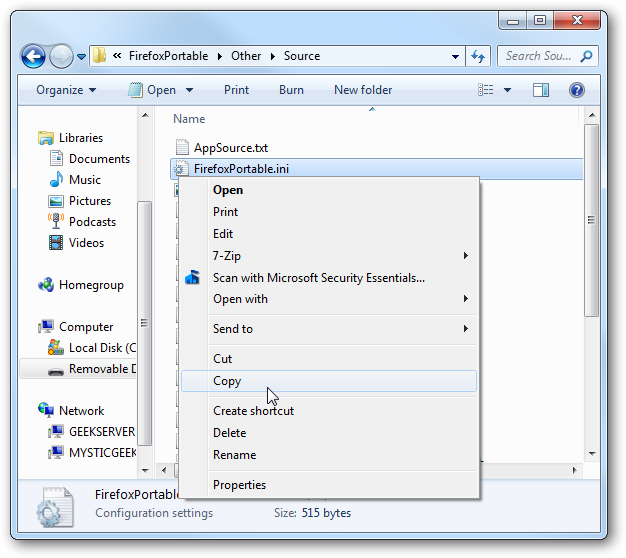 « FirefoxPortable Other Source
Search Sou...
Organize Open Print Burn New folder
Name
Libraries
Documents
Music
Pictures
Podcasts
Videos
Homegroup
Computer
Local Disk (C
Removable D
Network
GEEKSERVER
MYSTICGEEK
AppSource.txt
FirefoxPortable.ini
Open
Print
Edit
7-Zip
Scan with Microsoft Security Essentials...
Open with
Send to
Cut
Copy
Create shortcut
Delete
Rename
Properties
FirefoxPortable
Configuration settings
Size: 515 bytes